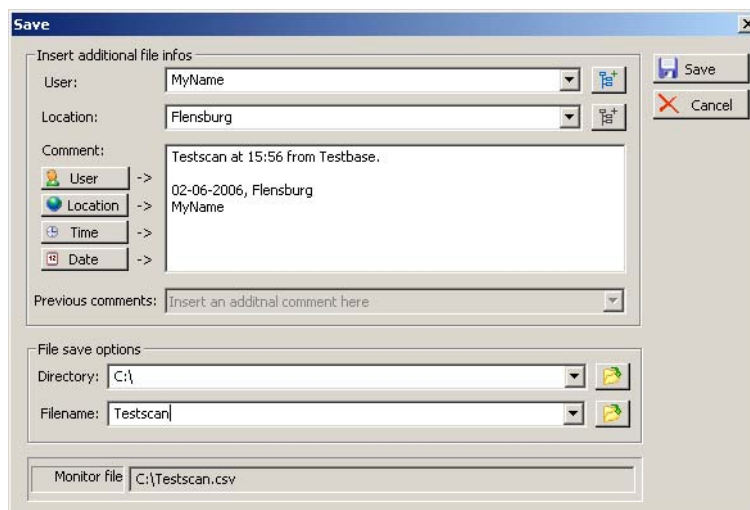 Save
Insert additional file infos
User: MyName
Location: Flensburg
Comment:
Testscan at 15:56 from Testbase.
02-06-2006, Flensburg
MyName
User ->
Location ->
Time ->
12 Date ->
Previous comments: Insert an additnal comment here
File save options
Directory: C:\
Filename: Testscan
Monitor file C:\Testscan.csv
Save
Cancel